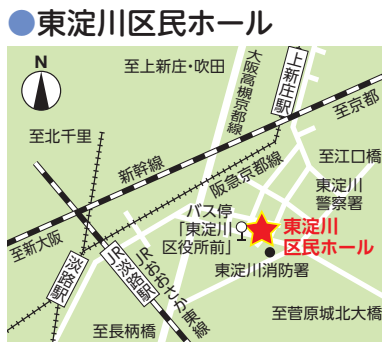 ●東淀川区民ホール
N
至上新庄・吹田
大阪高槻京都線
上新庄駅
至京都
至北千里
新幹線
阪急京都線
至江口橋
東淀川
警察署
バス停
「東淀川
区役所前」
東淀川
区民ホール
至新大阪
淡路駅
JR淡路駅
JRおおさか東線
東淀川消防署
至長柄橋
至菅原城北大橋